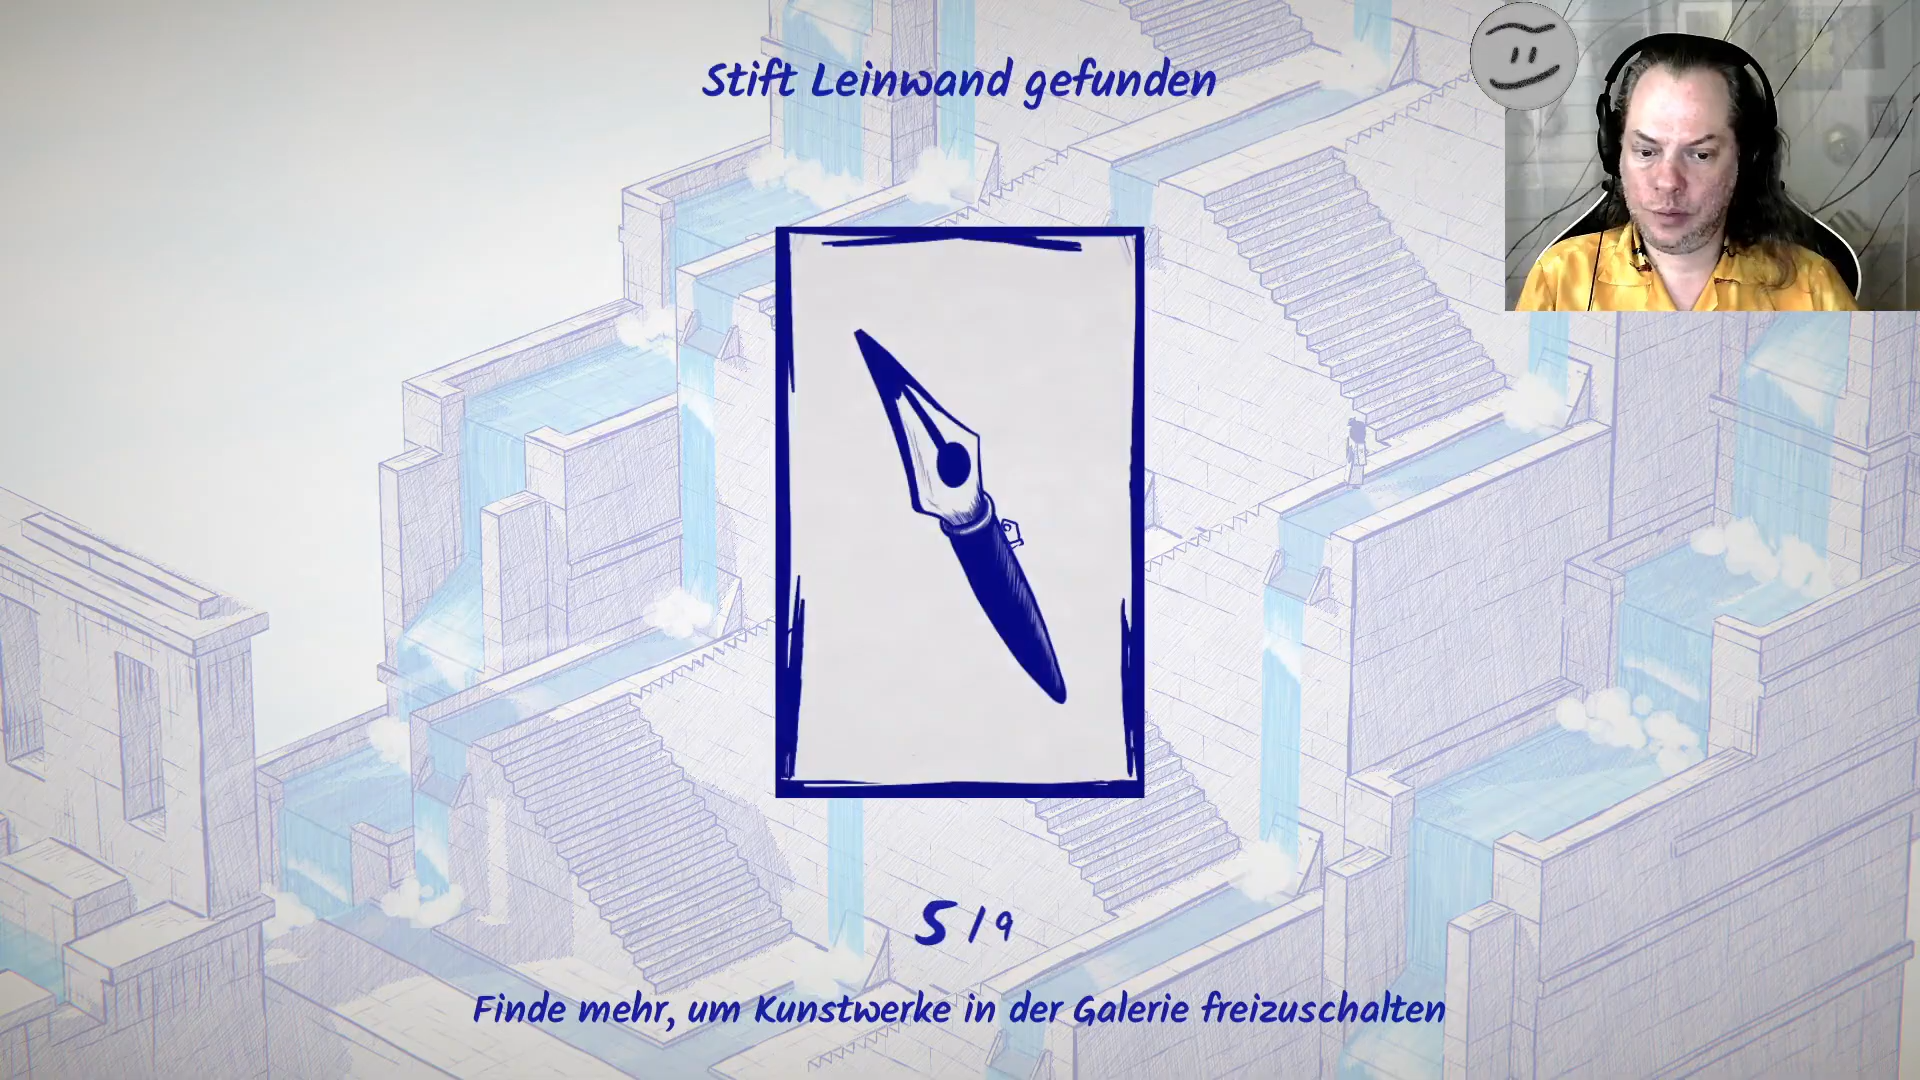 Stift Leinwand gefunden
5 / 9
Finde mehr, um Kunstwerke in der Galerie freizuschalten